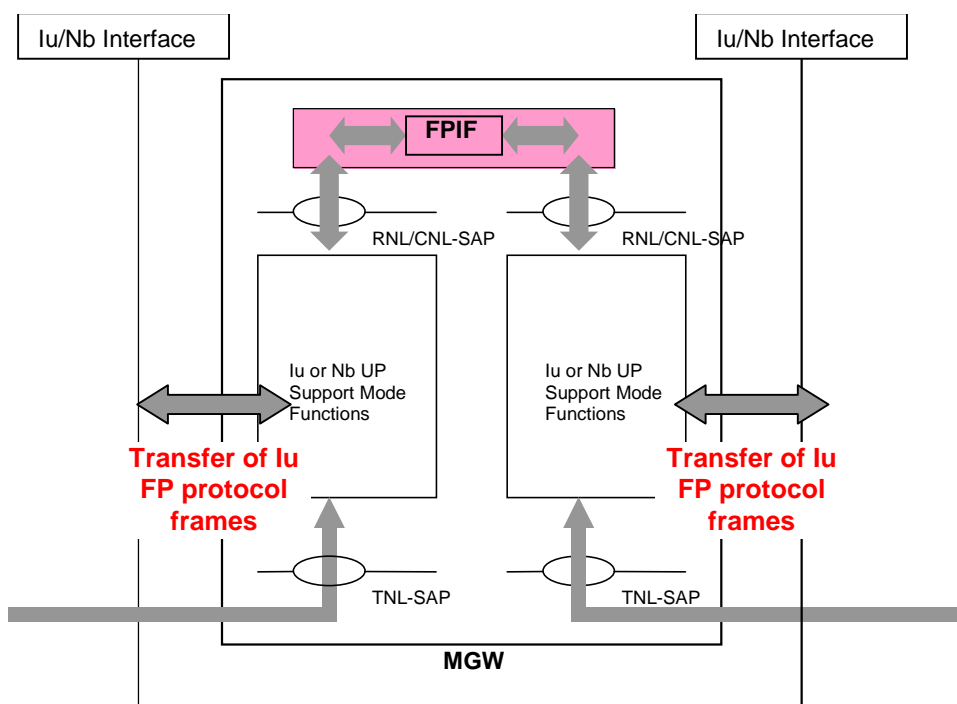 Iu/Nb Interface
Iu/Nb Interface
FPIF
RNL/CNL-SAP
RNL/CNL-SAP
Iu or Nb UP
Support Mode
Functions
Iu or Nb UP
Support Mode
Functions
Transfer of Iu
FP protocol
frames
Transfer of Iu
FP protocol
frames
TNL-SAP
TNL-SAP
MGW